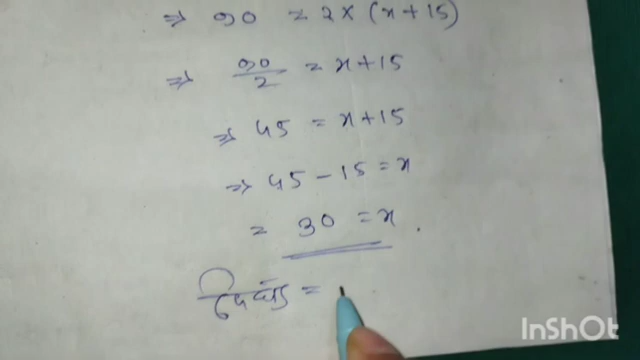 ⇒ 90 = 2 × (x + 15)
⇒ 90/2 = x + 15
⇒ 45 = x + 15
⇒ 45 - 15 = x
= 30 = x .
=
InShOt